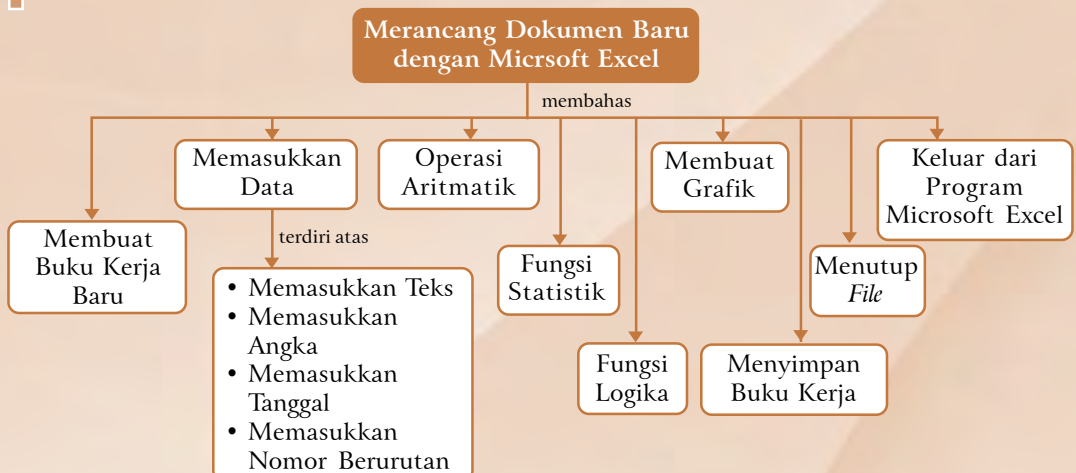 Merancang Dokumen Baru
dengan Micrsoft Excel
membahas
Membuat
Buku Kerja
Baru
Memasukkan
Data
terdiri atas
• Memasukkan Teks
• Memasukkan
Angka
• Memasukkan
Tanggal
• Memasukkan
Nomor Berurutan
Operasi
Aritmatik
Fungsi
Statistik
Fungsi
Logika
Membuat
Grafik
Menyimpan
Buku Kerja
Menutup
File
Keluar dari
Program
Microsoft Excel